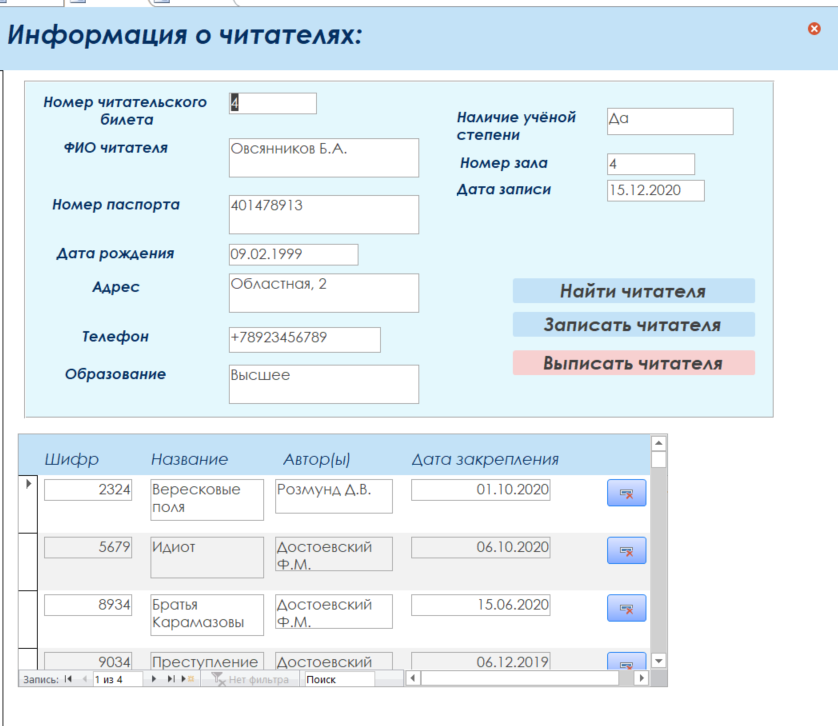 Информация о читателях:
Номер читательского
билета
4
ФИО читателя
Овсянников Б.А.
Номер паспорта
401478913
Дата рождения
09.02.1999
Адрес
Областная, 2
Телефон
+78923456789
Образование
Высшее
Наличие учёной
степени
Да
Номер зала
4
Дата записи
15.12.2020
Найти читателя
Записать читателя
Выписать читателя
Шифр Название Автор(ы) Дата закрепления
2324 Вересковые Розмунд Д.В. 01.10.2020
поля
5679 Идиот Достоевский 06.10.2020
Ф.М.
8934 Братья Достоевский 15.06.2020
Карамазовы Ф.М.
9034 Преступление Достоевский 06.12.2019
Запись: 1 из 4 Нет фильтра Поиск